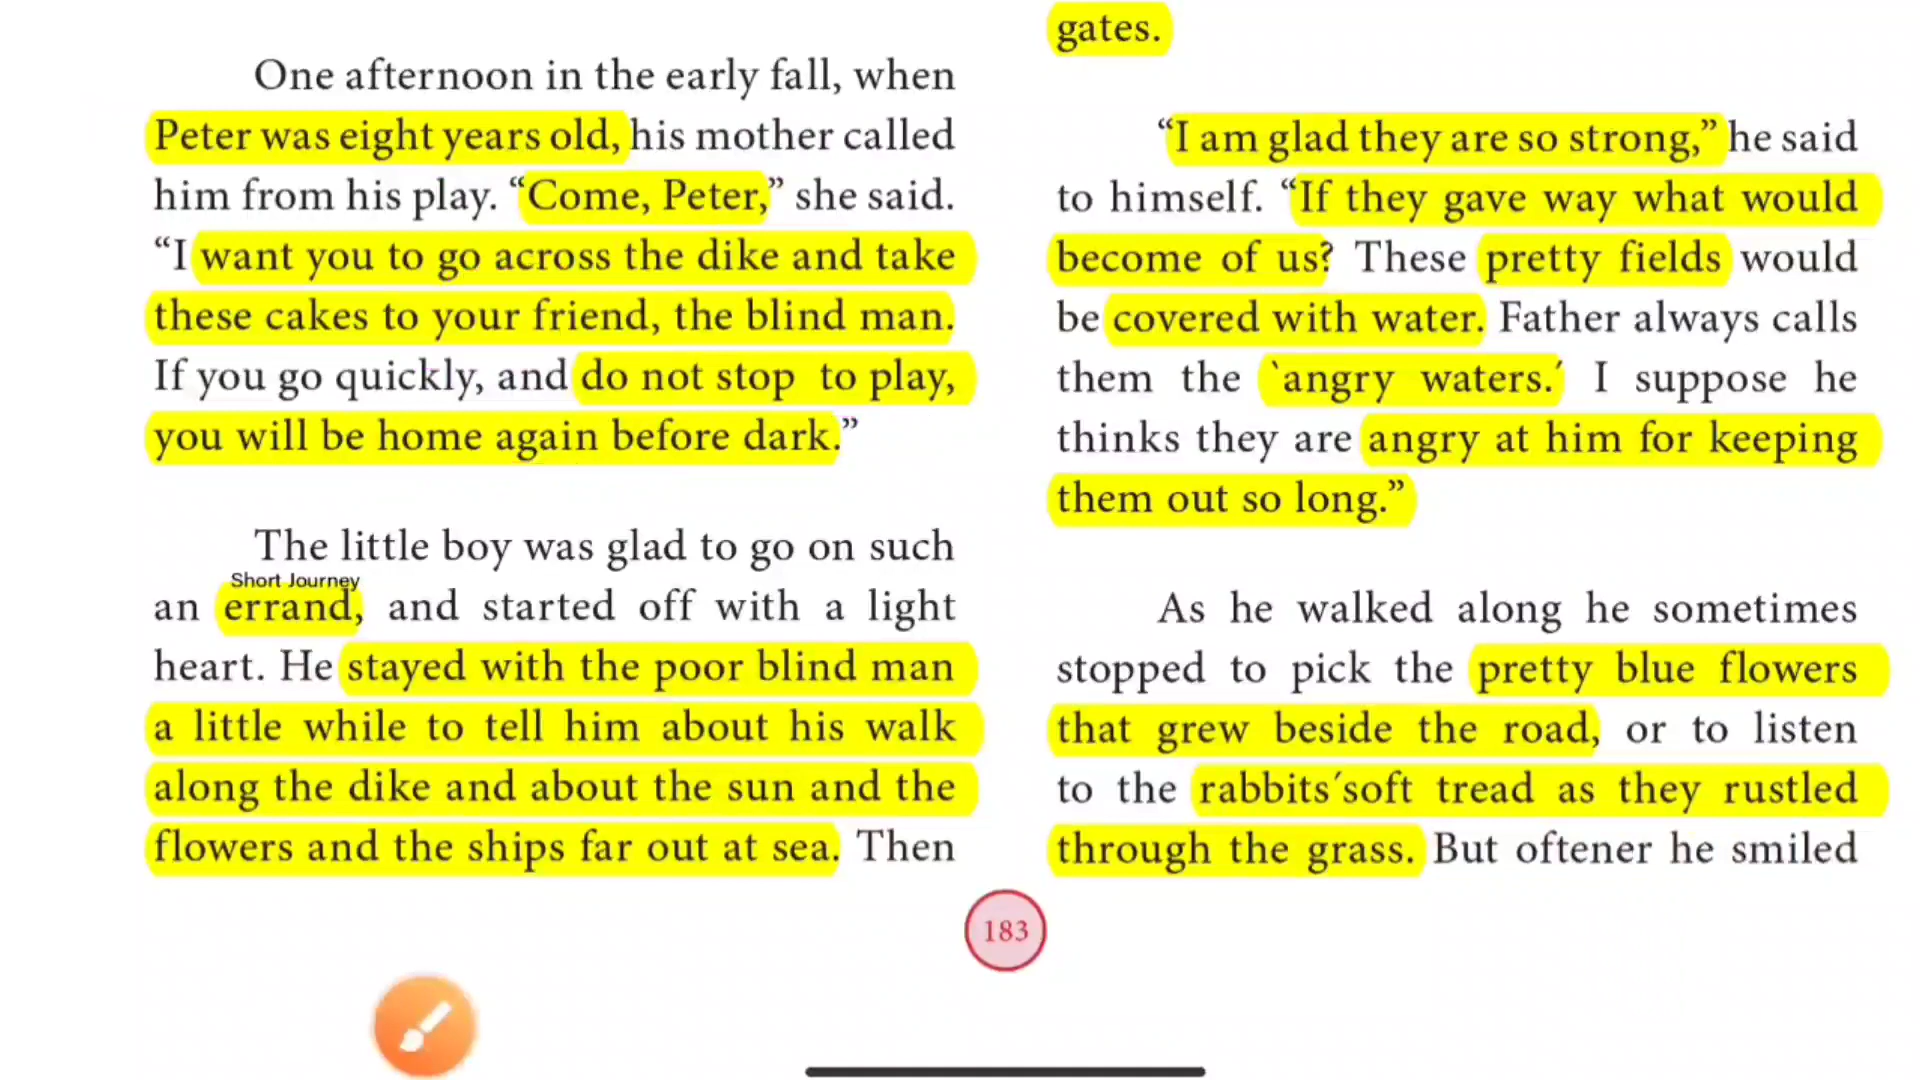 One afternoon in the early fall, when
Peter was eight years old, his mother called
him from his play. “Come, Peter,” she said.
“I want you to go across the dike and take
these cakes to your friend, the blind man.
If you go quickly, and do not stop to play,
you will be home again before dark.”
The little boy was glad to go on such
Short Journey
an errand, and started off with a light
heart. He stayed with the poor blind man
a little while to tell him about his walk
along the dike and about the sun and the
flowers and the ships far out at sea. Then
gates.
“I am glad they are so strong,” he said
to himself. “If they gave way what would
become of us? These pretty fields would
be covered with water. Father always calls
them the `angry waters.´ I suppose he
thinks they are angry at him for keeping
them out so long.”
As he walked along he sometimes
stopped to pick the pretty blue flowers
that grew beside the road, or to listen
to the rabbits´soft tread as they rustled
through the grass. But oftener he smiled
183